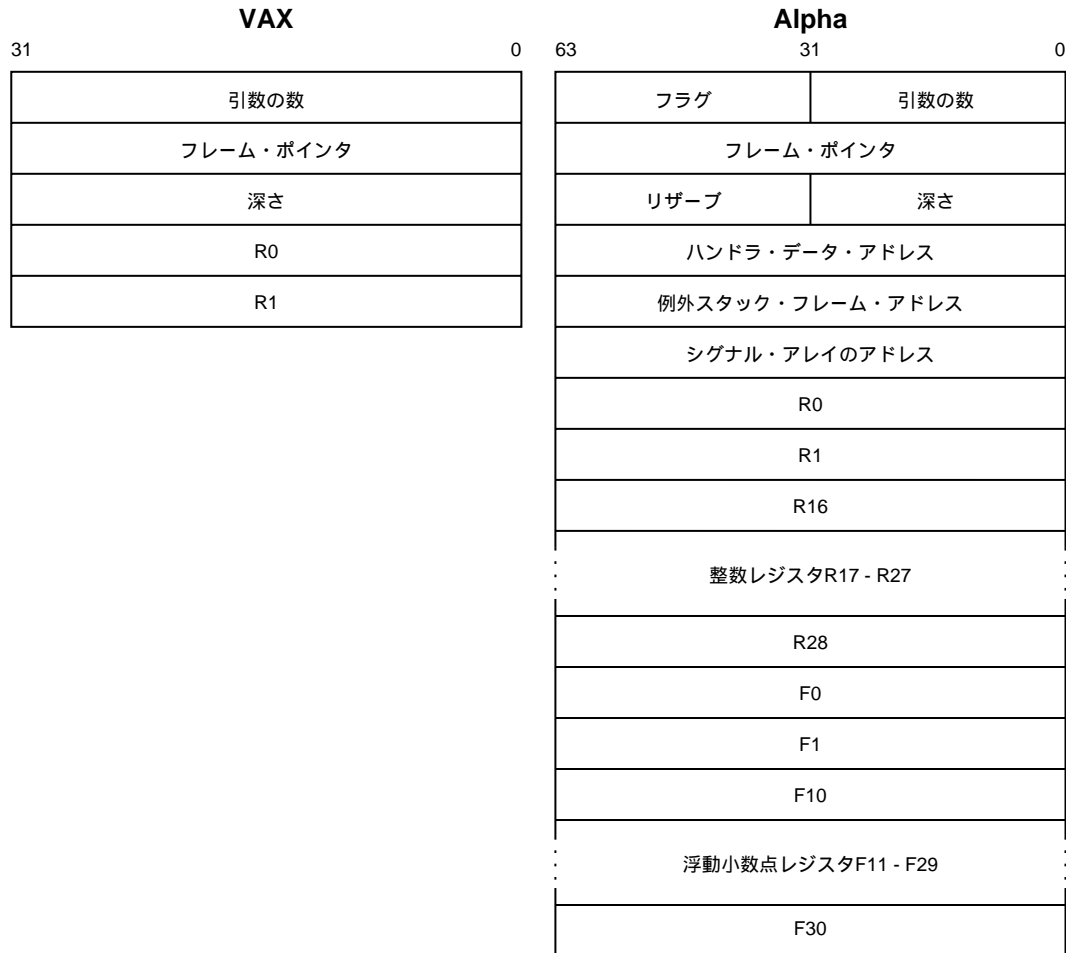 VAX
31 0
引数の数
フレーム・ポインタ
深さ
R0
R1
Alpha
63 31 0
フラグ 引数の数
フレーム・ポインタ
リザーブ 深さ
ハンドラ・データ・アドレス
例外スタック・フレーム・アドレス
シグナル・アレイのアドレス
R0
R1
R16
整数レジスタR17 - R27
R28
F0
F1
F10
浮動小数点レジスタF11 - F29
F30